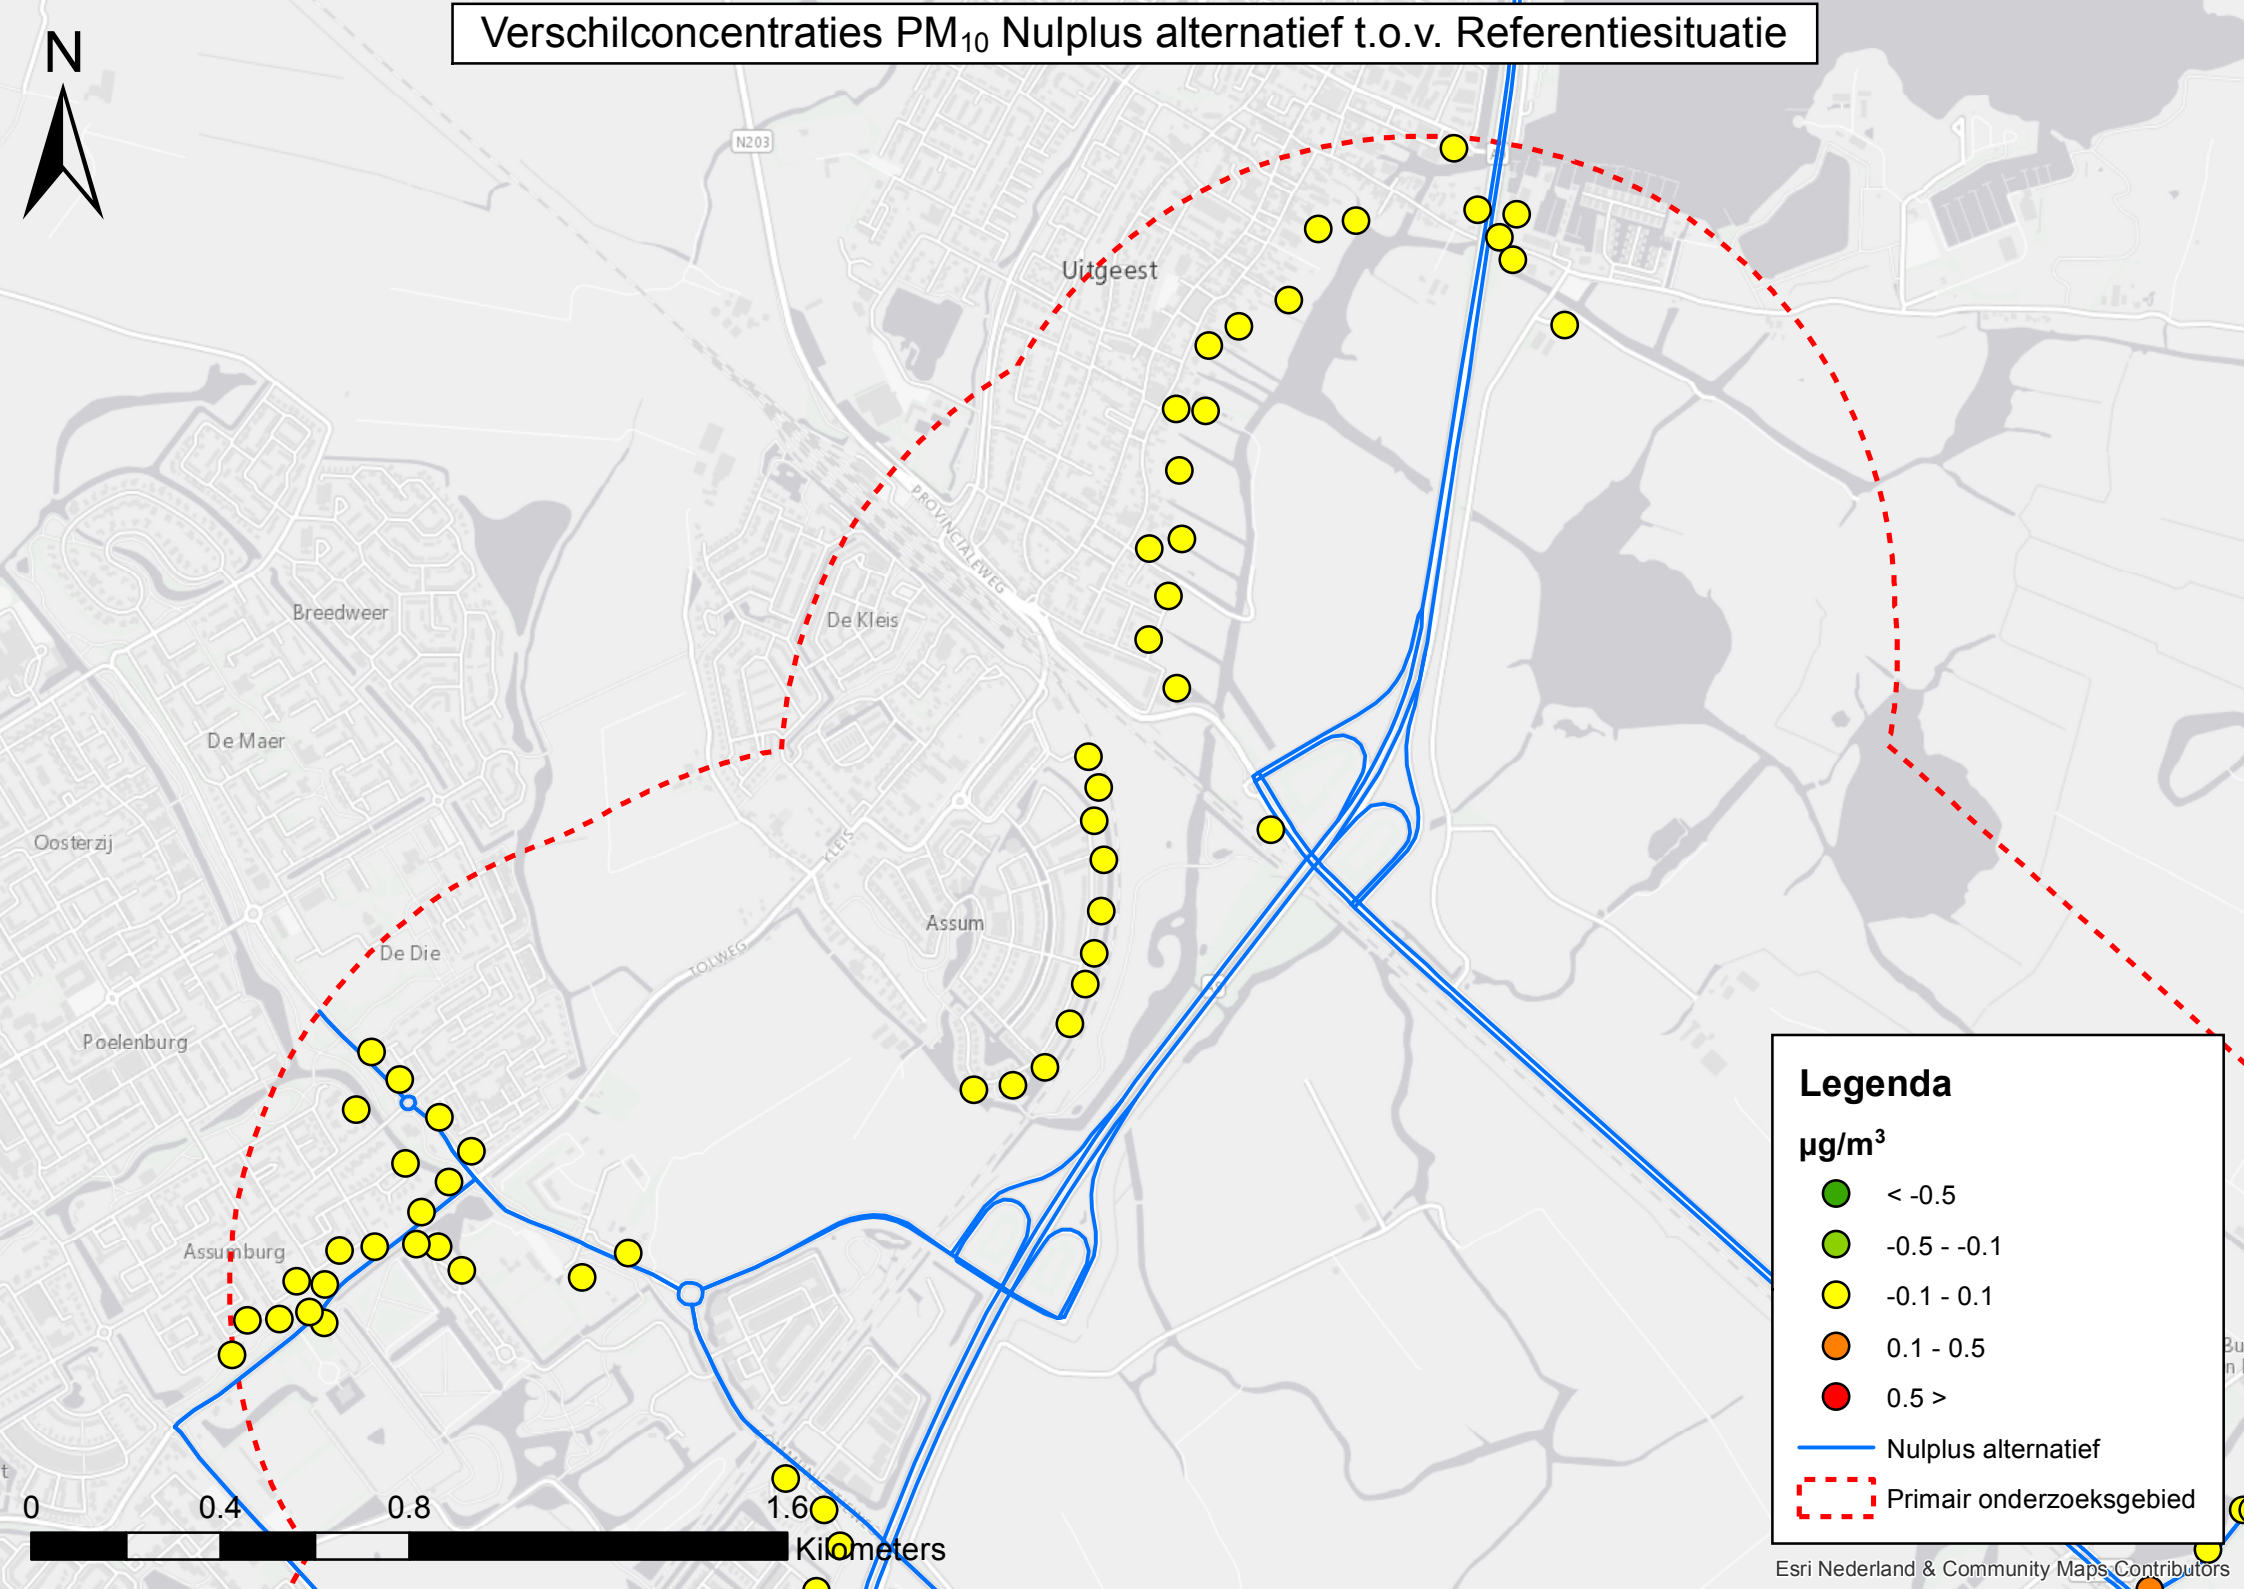 Verschilconcentraties PM10 Nulplus alternatief t.o.v. Referentiesituatie
N
N203
Uitgeest
PROVINCIALEWEG
Breedweer
De Kleis
De Maer
Oosterzij
KLEIS
Assum
De Die
TOLWEG
A9
Poelenburg
Assumburg
Legenda
µg/m³
< -0.5
-0.5 - -0.1
-0.1 - 0.1
0.1 - 0.5
0.5 >
Nulplus alternatief
Primair onderzoeksgebied
0 0.4 0.8 1.6
Kilometers
Esri Nederland & Community Maps Contributors